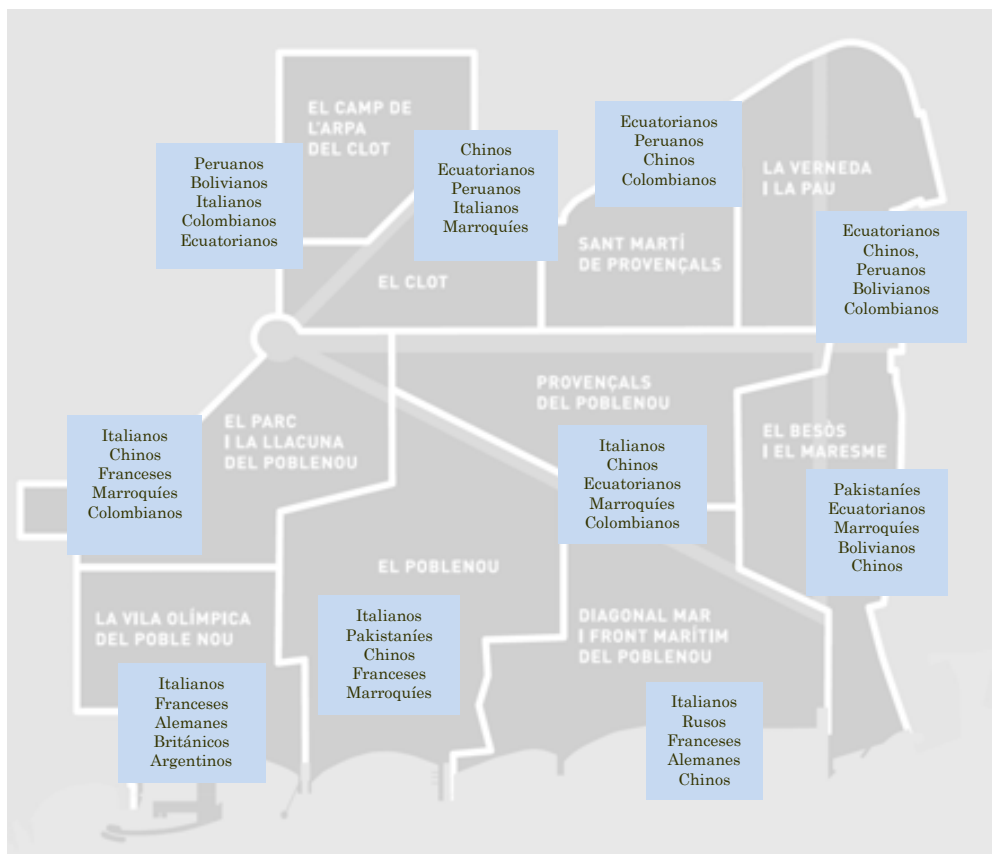 EL CAMP DE
L'ARPA
DEL CLOT
Peruanos
Bolivianos
Italianos
Colombianos
Ecuatorianos
Chinos
Ecuatorianos
Peruanos
Italianos
Marroquíes
EL CLOT
Ecuatorianos
Peruanos
Chinos
Colombianos
SANT MARTÍ
DE PROVENÇALS
LA VERNEDA
I LA PAU
Ecuatorianos
Chinos,
Peruanos
Bolivianos
Colombianos
EL PARC
I LA LLACUNA
DEL POBLENOU
Italianos
Chinos
Franceses
Marroquíes
Colombianos
PROVENÇALS
DEL POBLENOU
Italianos
Chinos
Ecuatorianos
Marroquíes
Colombianos
EL BESÒS
I EL MARESME
Pakistaníes
Ecuatorianos
Marroquíes
Bolivianos
Chinos
LA VILA OLÍMPICA
DEL POBLE NOU
Italianos
Franceses
Alemanes
Británicos
Argentinos
EL POBLENOU
Italianos
Pakistaníes
Chinos
Franceses
Marroquíes
DIAGONAL MAR
I FRONT MARÍTIM
DEL POBLENOU
Italianos
Rusos
Franceses
Alemanes
Chinos